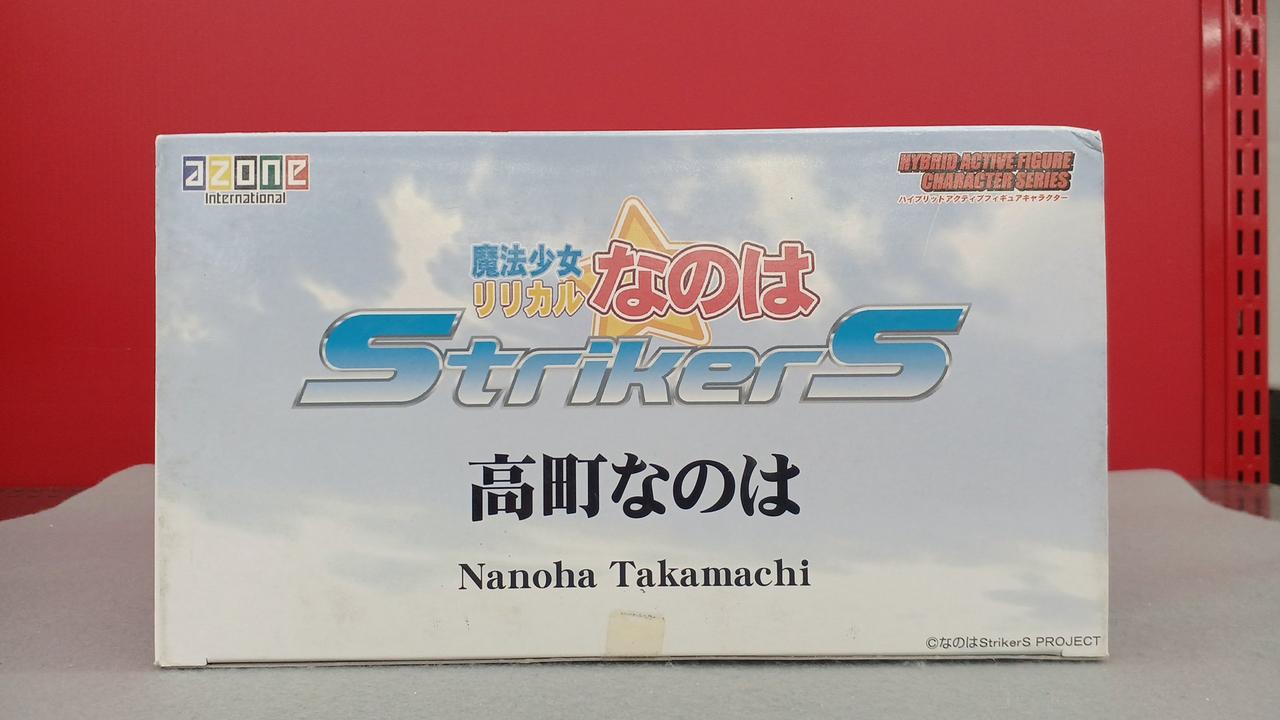 azone
International
HYBRID ACTIVE FIGURE
CHARACTER SERIES
ハイブリッドアクティブフィギュアキャラクター
魔法少女
リリカル
なのは
StrikerS
高町なのは
Nanoha Takamachi
©なのはStrikerS PROJECT